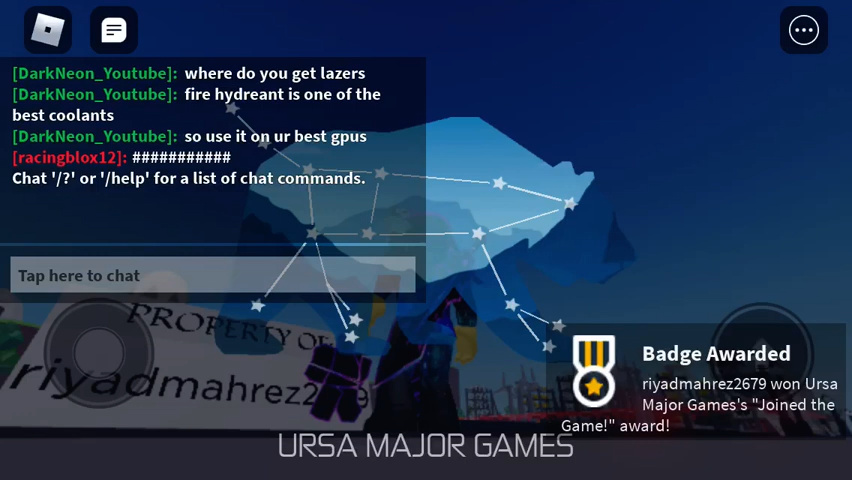 [DarkNeon_Youtube]: where do you get lazers
[DarkNeon_Youtube]: fire hydreant is one of the
best coolants
[DarkNeon_Youtube]: so use it on ur best gpus
[racingblox12]: ###########
Chat '/?' or '/help' for a list of chat commands.
Tap here to chat
PROPERTY OF
riyadmahrez2679
Badge Awarded
riyadmahrez2679 won Ursa
Major Games's "Joined the
Game!" award!
URSA MAJOR GAMES